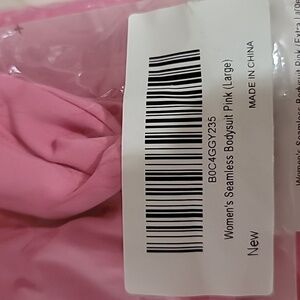 B0C4GGY235
Women's Seamless Bodysuit Pink (Large)
New
MADE IN CHINA